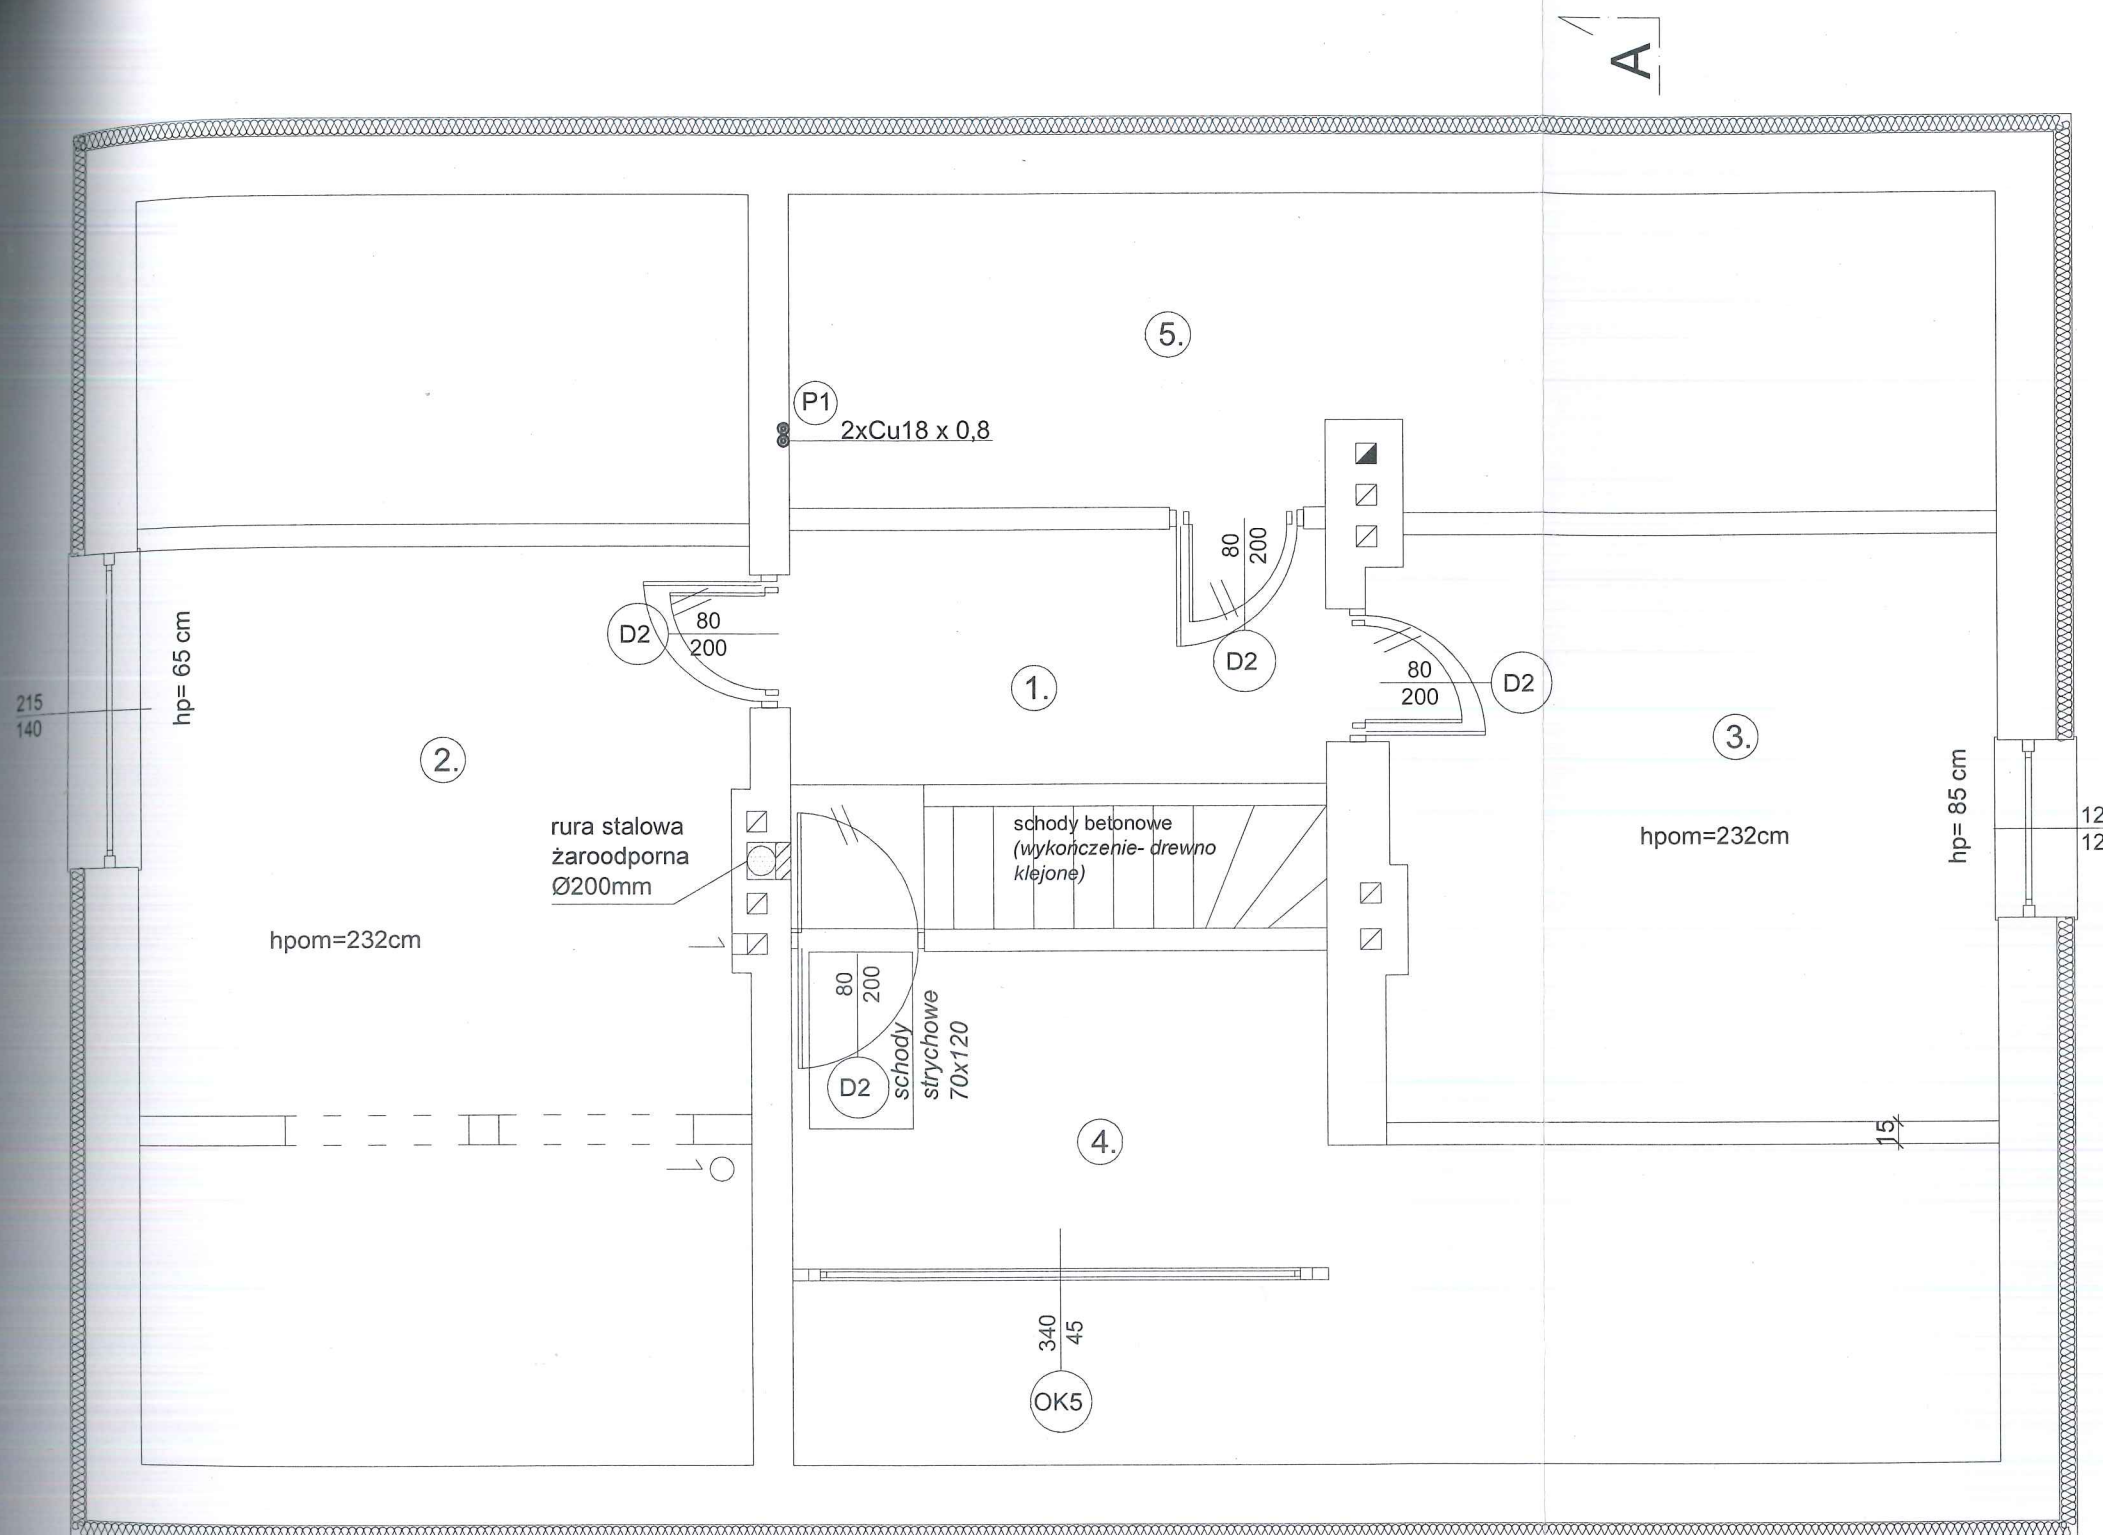 A
5.
P1
2xCu18 x 0,8
80
200
D2
80
200
D2
80
200
D2
1.
2.
3.
hp= 65 cm
215
140
rura stalowa
żaroodporna
Ø200mm
schody betonowe
(wykończenie- drewno
klejone)
hpom=232cm
hp= 85 cm
12
12
hpom=232cm
80
200
D2
schody
strychowe
70x120
4.
15
340
45
OK5